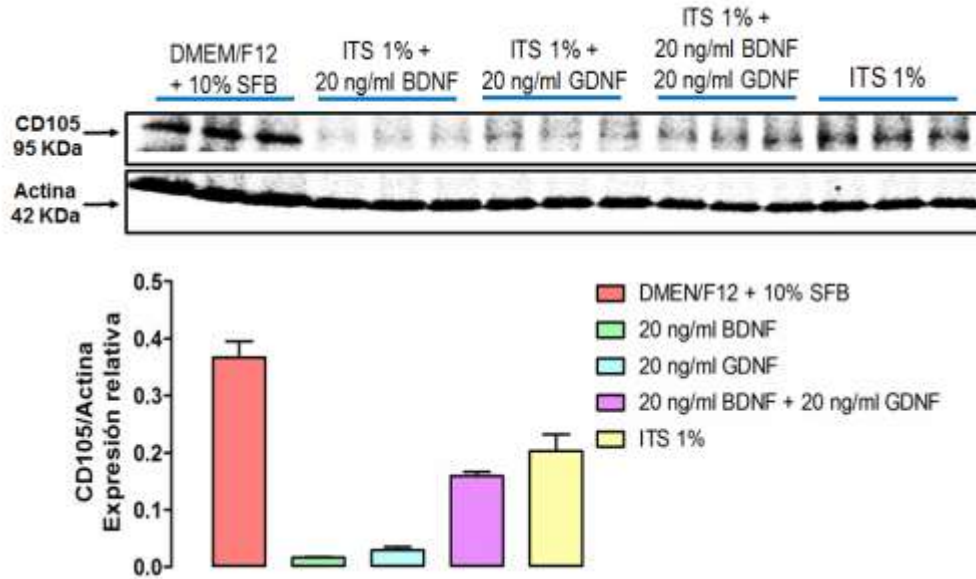 DMEM/F12
+ 10% SFB
ITS 1% +
20 ng/ml BDNF
ITS 1% +
20 ng/ml GDNF
ITS 1% +
20 ng/ml BDNF
20 ng/ml GDNF
ITS 1%
CD105
95 KDa
Actina
42 KDa
CD105/Actina
Expresión relativa
0.5
0.4
0.3
0.2
0.1
0.0
DMEN/F12 + 10% SFB
20 ng/ml BDNF
20 ng/ml GDNF
20 ng/ml BDNF + 20 ng/ml GDNF
ITS 1%